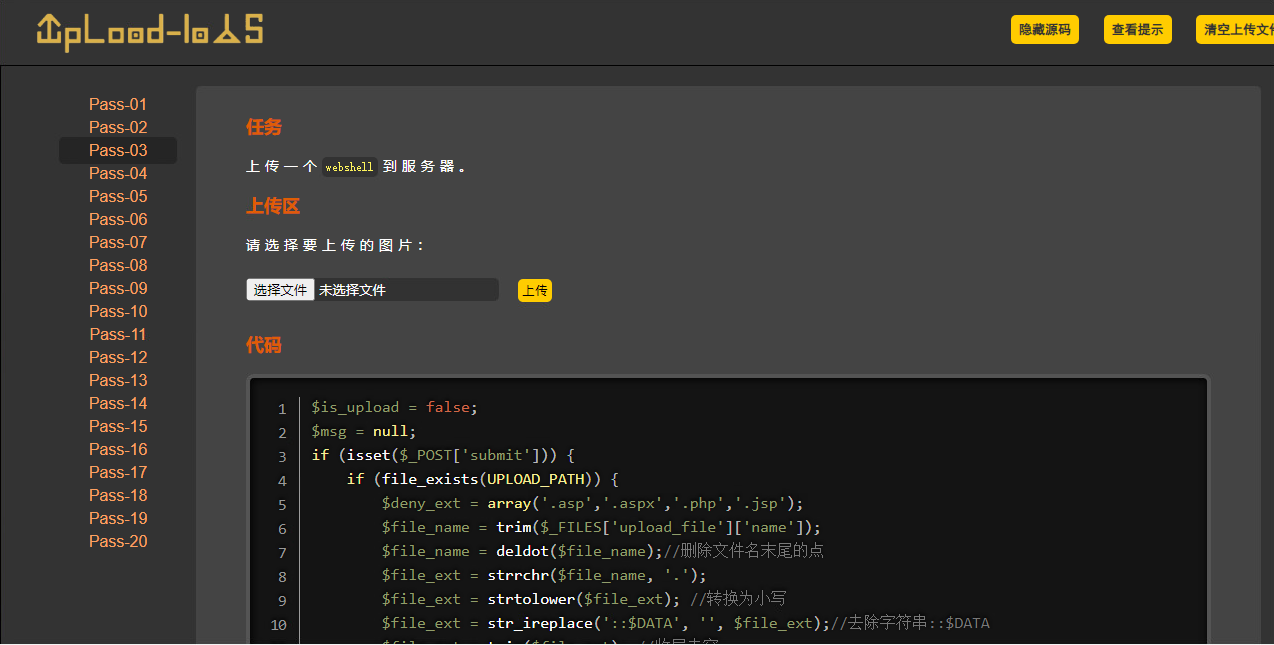 UpLoad-labs
隐藏源码 查看提示 清空上传文件
Pass-01
Pass-02
Pass-03
Pass-04
Pass-05
Pass-06
Pass-07
Pass-08
Pass-09
Pass-10
Pass-11
Pass-12
Pass-13
Pass-14
Pass-15
Pass-16
Pass-17
Pass-18
Pass-19
Pass-20
任务
上传一个 webshell 到服务器。
上传区
请选择要上传的图片：
选择文件 未选择文件 上传
代码
1 $is_upload = false;
2 $msg = null;
3 if (isset($_POST['submit'])) {
4 if (file_exists(UPLOAD_PATH)) {
5 $deny_ext = array('.asp','.aspx','.php','.jsp');
6 $file_name = trim($_FILES['upload_file']['name']);
7 $file_name = deldot($file_name);//删除文件名末尾的点
8 $file_ext = strrchr($file_name, '.');
9 $file_ext = strtolower($file_ext); //转换为小写
10 $file_ext = str_ireplace('::$DATA', '', $file_ext);//去除字符串::$DATA